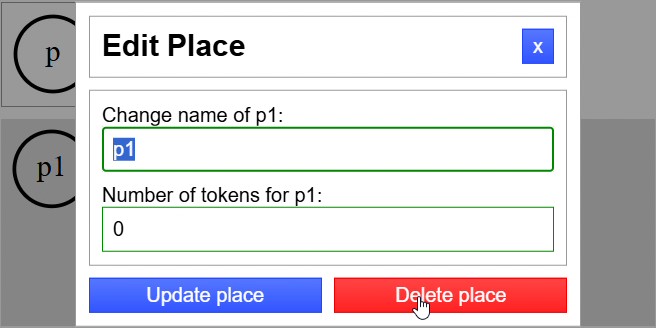 p
Edit Place
x
p1
Change name of p1:
p1
Number of tokens for p1:
0
Update place
Delete place